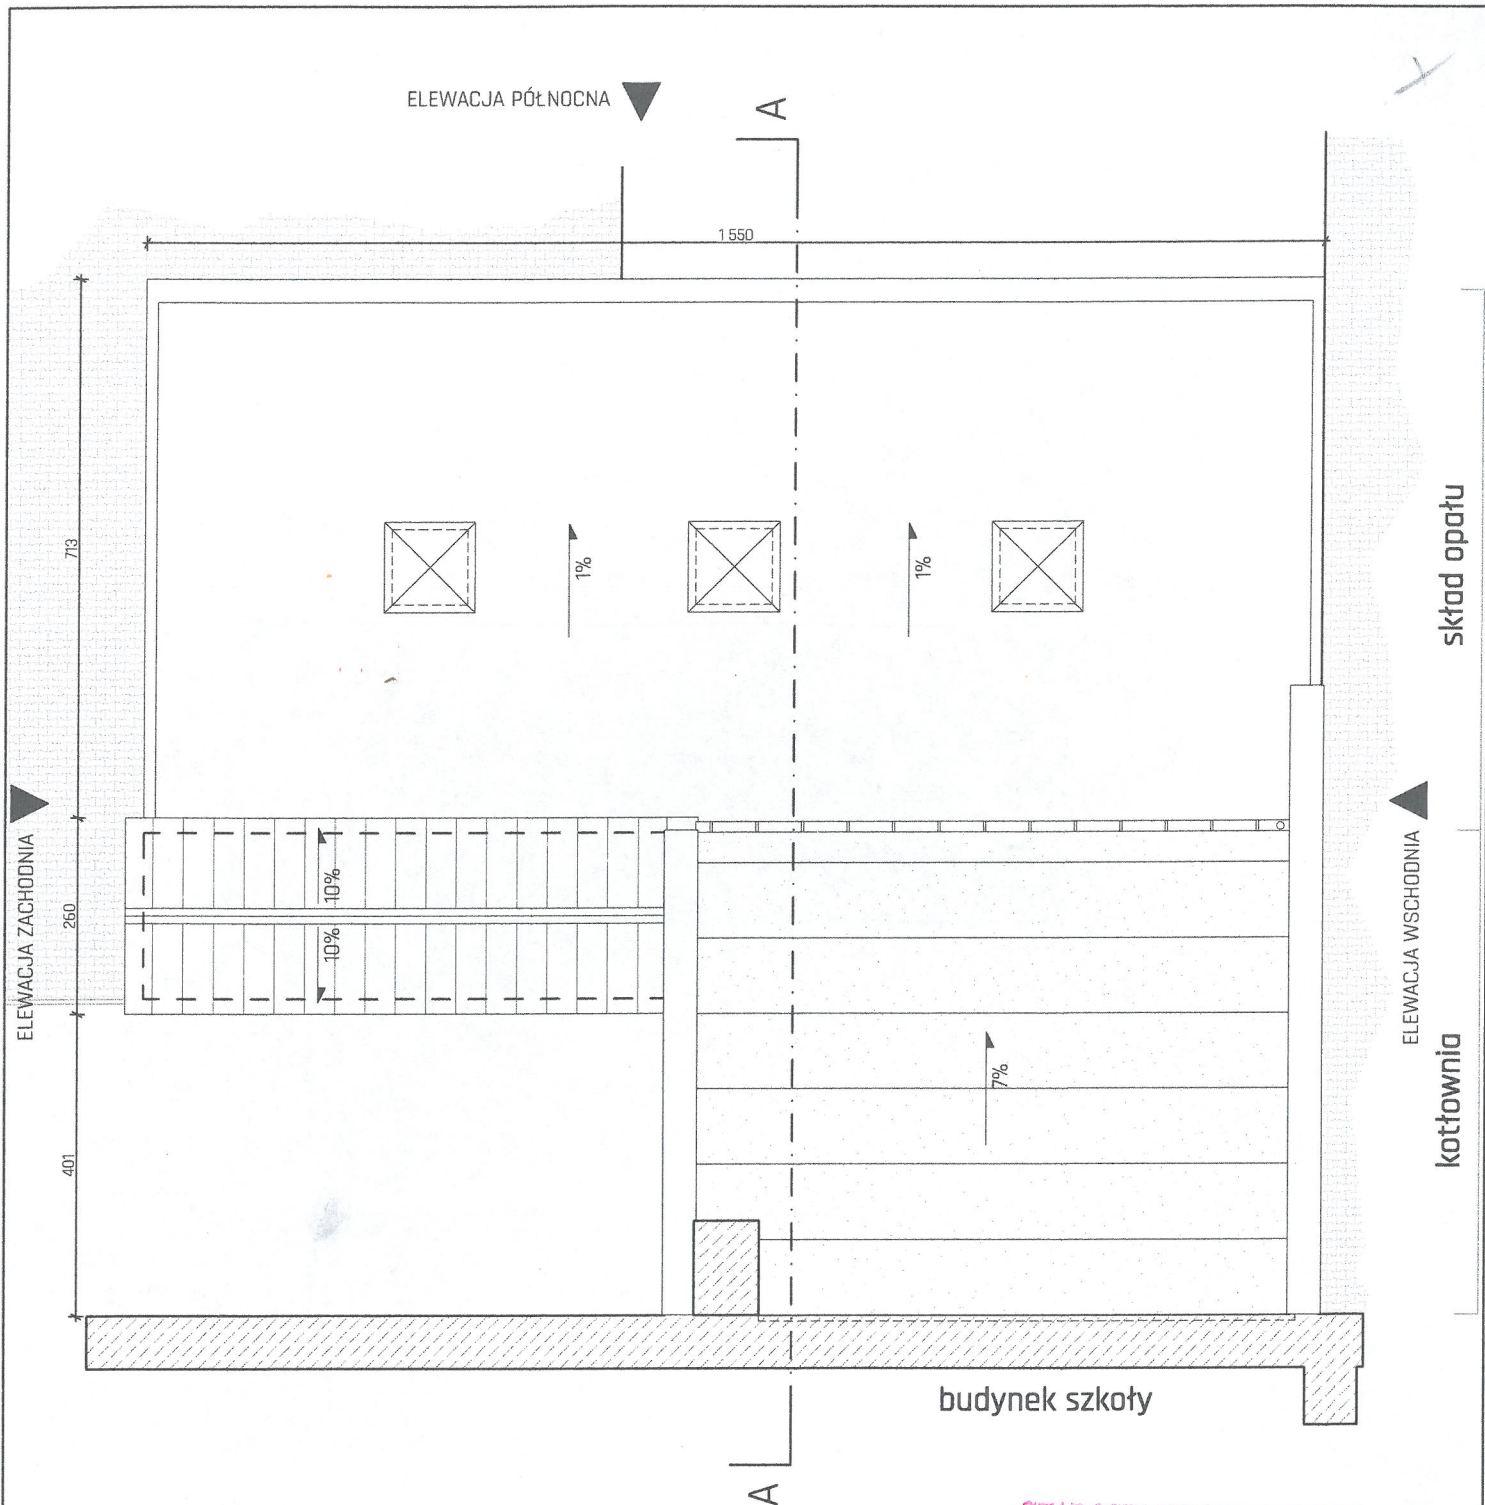 ELEWACJA PÓŁNOCNA
A
1 550
713
1%
1%
skład opału
ELEWACJA ZACHODNIA
260
10%
10%
ELEWACJA WSCHODNIA
kotłownia
7%
401
budynek szkoły
A